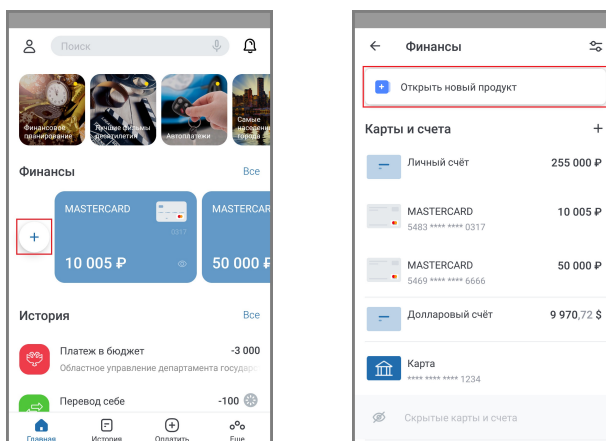 Поиск
Финансовое
планирование
Лучшие фильмы
десятилетий
Автоплатежи
Самые
населенные
города
Финансы
Все
MASTERCARD
0317
10 005 ₽
MASTERCAR
50 000 ₽
История
Все
Платеж в бюджет
-3 000
Областное управление департамента государ
Перевод себе
-100
Главная
История
Оплатить
Еще
Финансы
Открыть новый продукт
Карты и счета
Личный счёт
255 000 ₽
MASTERCARD
10 005 ₽
5483 **** **** 0317
MASTERCARD
50 000 ₽
5469 **** **** 6666
Долларовый счёт
9 970,72 $
Карта
**** **** **** 1234
Скрытые карты и счета